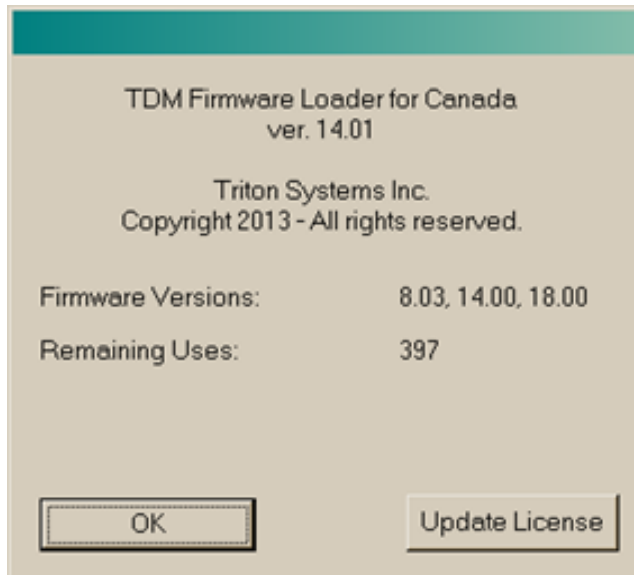 TDM Firmware Loader for Canada
ver. 14.01
Triton Systems Inc.
Copyright 2013 - All rights reserved.
Firmware Versions: 8.03, 14.00, 18.00
Remaining Uses: 397
OK Update License